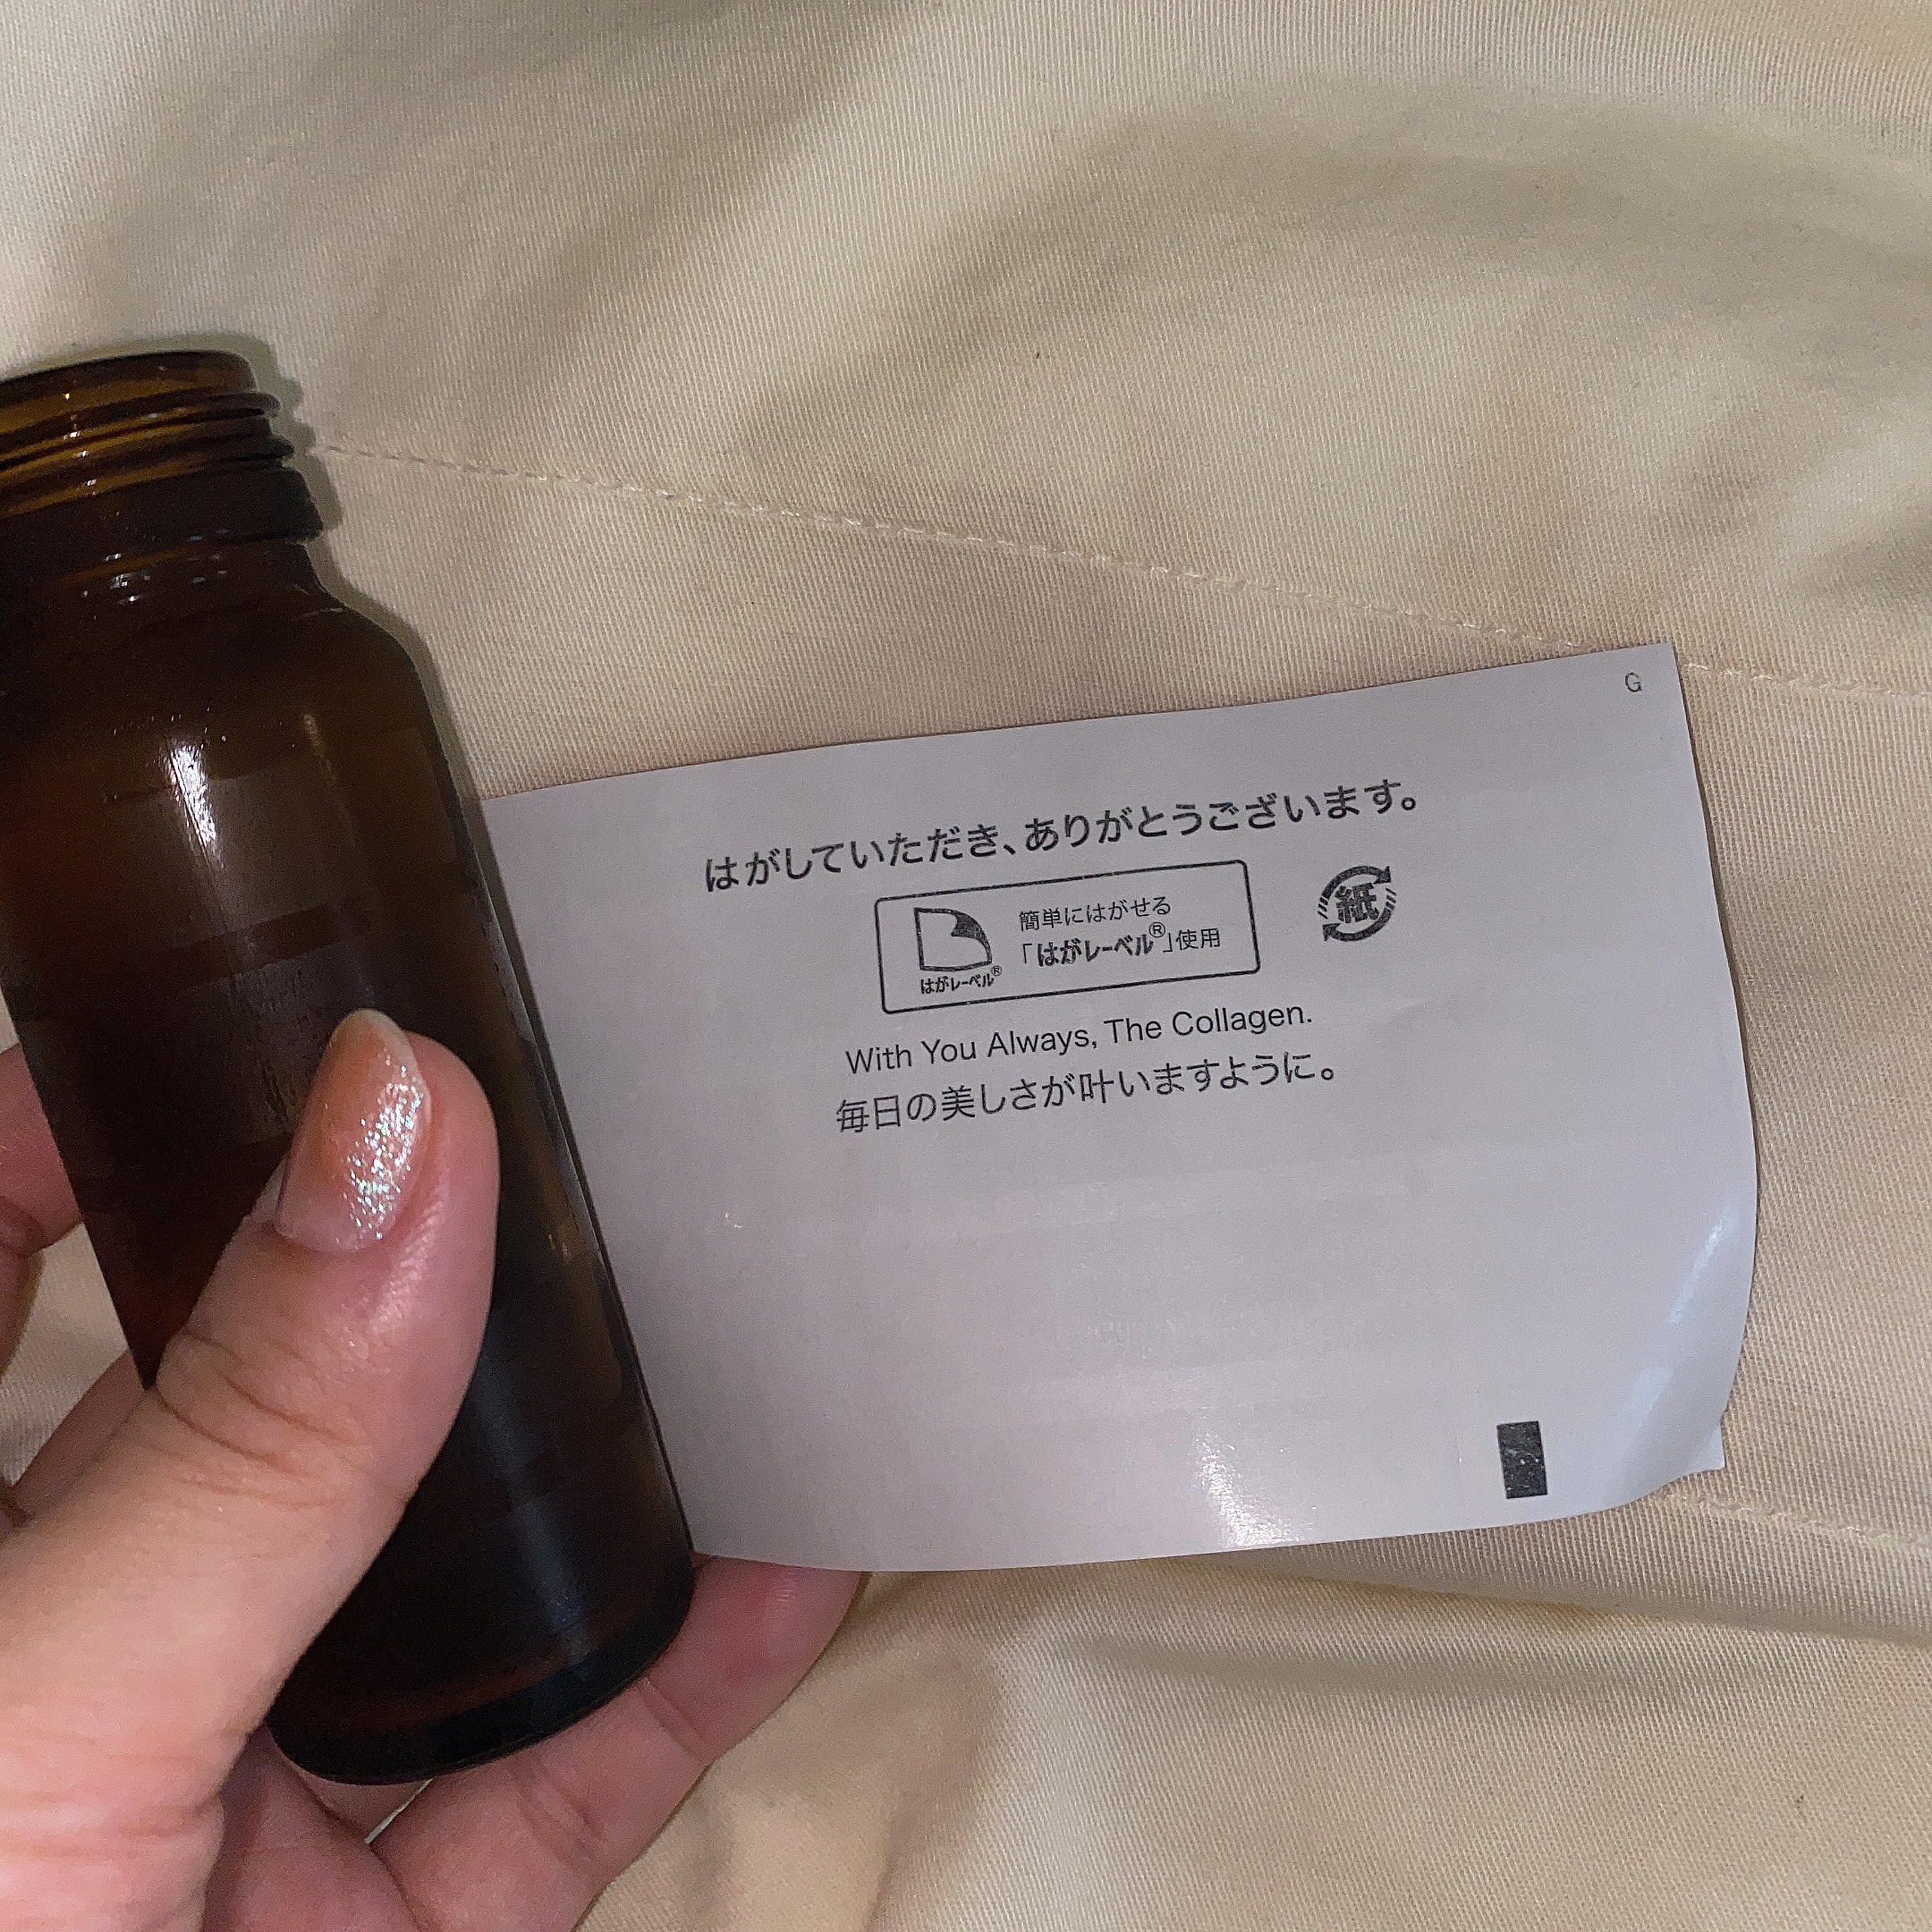 G
はがしていただき、ありがとうございます。
簡単にはがせる
「はがレーベル®」使用
はがレーベル®
紙
With You Always, The Collagen.
毎日の美しさが叶いますように。